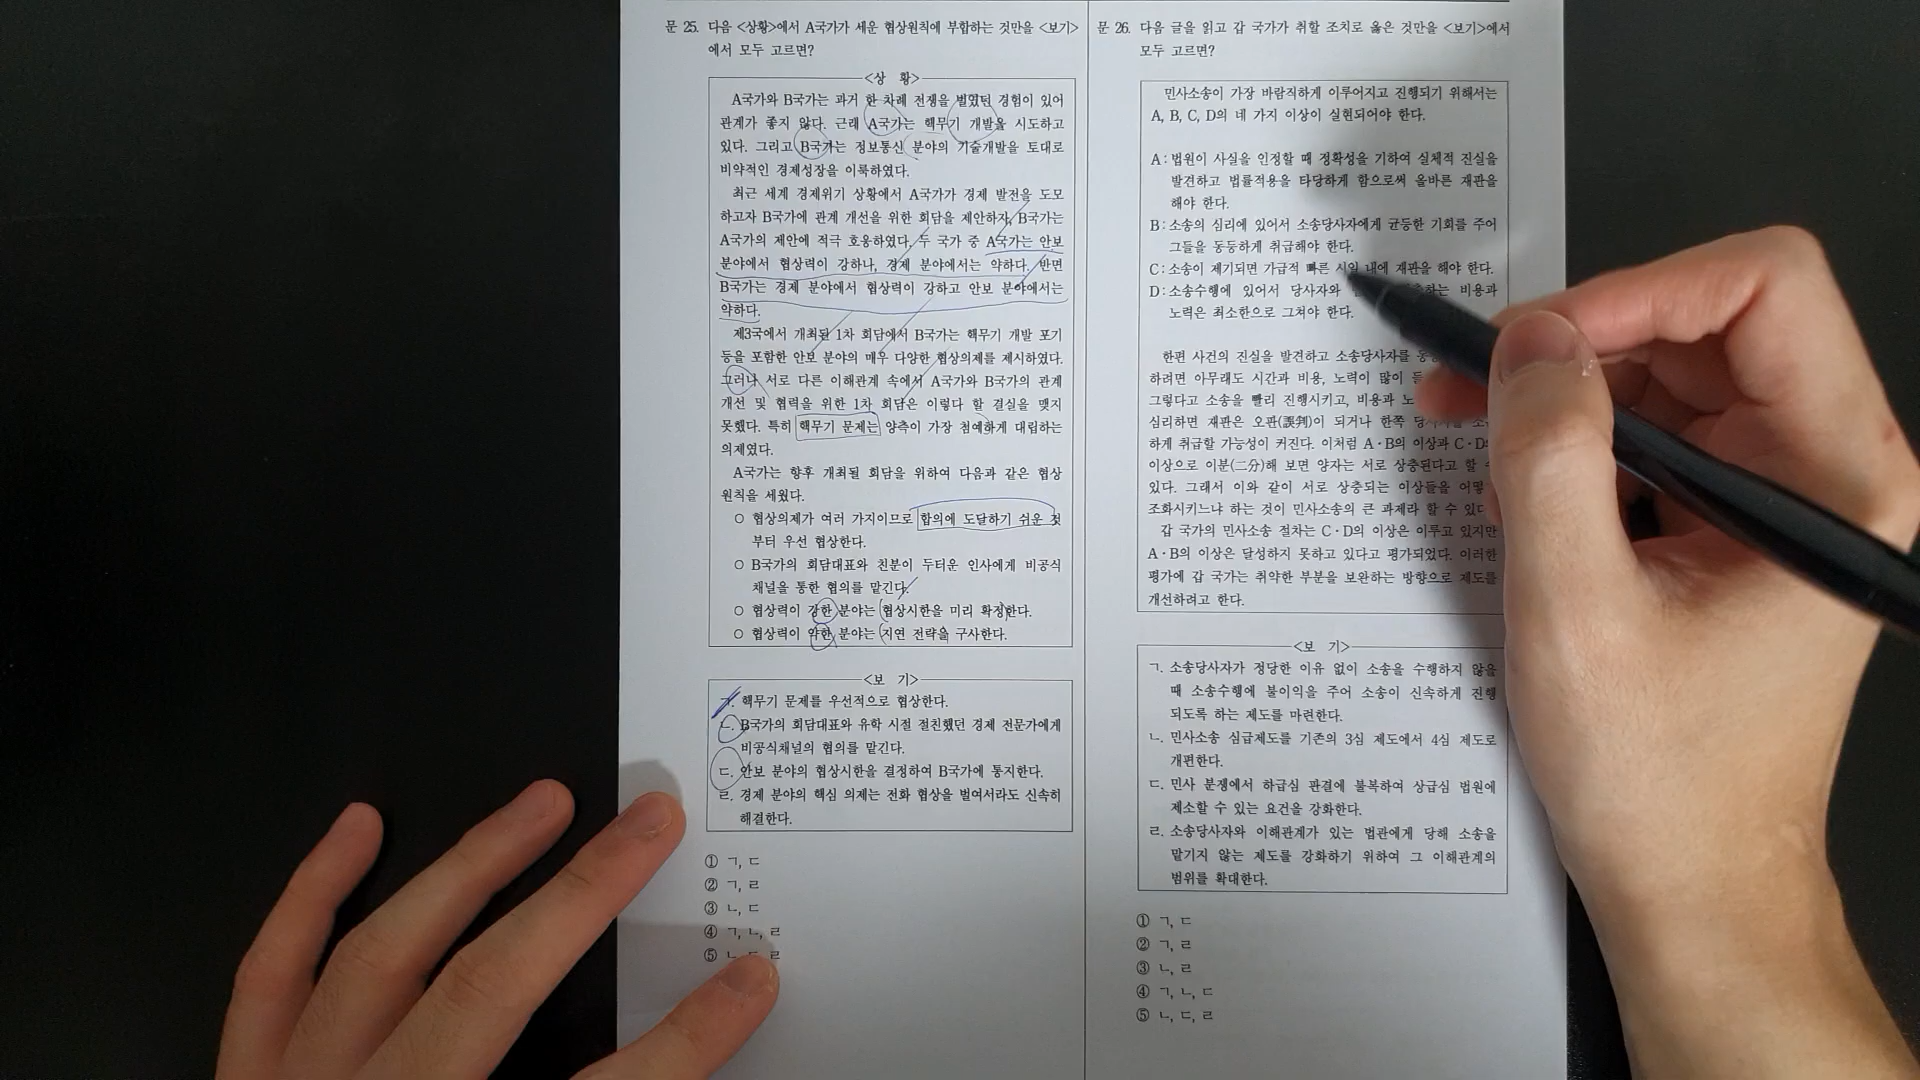 문 25. 다음 <상황>에서 A국가가 세운 협상원칙에 부합하는 것만을 <보기>
에서 모두 고르면?
<상 황>
A국가와 B국가는 과거 한 차례 전쟁을 벌였던 경험이 있어
관계가 좋지 않다. 근래 A국가는 핵무기 개발을 시도하고
있다. 그리고 B국가는 정보통신 분야의 기술개발을 토대로
비약적인 경제성장을 이룩하였다.
최근 세계 경제위기 상황에서 A국가가 경제 발전을 도모
하고자 B국가에 관계 개선을 위한 회담을 제안하자, B국가는
A국가의 제안에 적극 호응하였다. 두 국가 중 A국가는 안보
분야에서 협상력이 강하나, 경제 분야에서는 약하다. 반면
B국가는 경제 분야에서 협상력이 강하고 안보 분야에서는
약하다.
제3국에서 개최된 1차 회담에서 B국가는 핵무기 개발 포기
등을 포함한 안보 분야의 매우 다양한 협상의제를 제시하였다.
그러나 서로 다른 이해관계 속에서 A국가와 B국가의 관계
개선 및 협력을 위한 1차 회담은 이렇다 할 결실을 맺지
못했다. 특히 핵무기 문제는 양측이 가장 첨예하게 대립하는
의제였다.
A국가는 향후 개최될 회담을 위하여 다음과 같은 협상
원칙을 세웠다.
○ 협상의제가 여러 가지이므로 합의에 도달하기 쉬운 것
부터 우선 협상한다.
○ B국가의 회담대표와 친분이 두터운 인사에게 비공식
채널을 통한 협의를 맡긴다.
○ 협상력이 강한 분야는 협상시한을 미리 확정한다.
○ 협상력이 약한 분야는 지연 전략을 구사한다.
<보 기>
ㄱ. 핵무기 문제를 우선적으로 협상한다.
ㄴ. B국가의 회담대표와 유학 시절 절친했던 경제 전문가에게
비공식채널의 협의를 맡긴다.
ㄷ. 안보 분야의 협상시한을 결정하여 B국가에 통지한다.
ㄹ. 경제 분야의 핵심 의제는 전화 협상을 벌여서라도 신속히
해결한다.
① ㄱ, ㄷ
② ㄱ, ㄹ
③ ㄴ, ㄷ
④ ㄱ, ㄴ, ㄹ
⑤ ㄴ, ㄷ, ㄹ
문 26. 다음 글을 읽고 갑 국가가 취할 조치로 옳은 것만을 <보기>에서
모두 고르면?
민사소송이 가장 바람직하게 이루어지고 진행되기 위해서는
A, B, C, D의 네 가지 이상이 실현되어야 한다.
A: 법원이 사실을 인정할 때 정확성을 기하여 실체적 진실을
발견하고 법률적용을 타당하게 함으로써 올바른 재판을
해야 한다.
B: 소송의 심리에 있어서 소송당사자에게 균등한 기회를 주어
그들을 동등하게 취급해야 한다.
C: 소송이 제기되면 가급적 빠른 시일 내에 재판을 해야 한다.
D: 소송수행에 있어서 당사자와 비용과
노력은 최소한으로 그쳐야 한다.
한편 사건의 진실을 발견하고 소송당사자를
하려면 아무래도 시간과 비용, 노력이 많이
그렇다고 소송을 빨리 진행시키고, 비용과
심리하면 재판은 오판(誤判)이 되거나 한쪽
하게 취급할 가능성이 커진다. 이처럼 A·B의 이상과 C·D의
이상으로 이분(二分)해 보면 양자는 서로 상충된다고 할
있다. 그래서 이와 같이 서로 상충되는 이상들을
조화시키느냐 하는 것이 민사소송의 큰 과제라 할 수 있다.
갑 국가의 민사소송 절차는 C·D의 이상은 이루고 있지만
A·B의 이상은 달성하지 못하고 있다고 평가되었다. 이러한
평가에 갑 국가는 취약한 부분을 보완하는 방향으로 제도를
개선하려고 한다.
<보 기>
ㄱ. 소송당사자가 정당한 이유 없이 소송을 수행하지 않을
때 소송수행에 불이익을 주어 소송이 신속하게 진행
되도록 하는 제도를 마련한다.
ㄴ. 민사소송 심급제도를 기존의 3심 제도에서 4심 제도로
개편한다.
ㄷ. 민사 분쟁에서 하급심 판결에 불복하여 상급심 법원에
제소할 수 있는 요건을 강화한다.
ㄹ. 소송당사자와 이해관계가 있는 법관에게 당해 소송을
맡기지 않는 제도를 강화하기 위하여 그 이해관계의
범위를 확대한다.
① ㄱ, ㄷ
② ㄱ, ㄹ
③ ㄴ, ㄹ
④ ㄱ, ㄴ, ㄷ
⑤ ㄴ, ㄷ, ㄹ